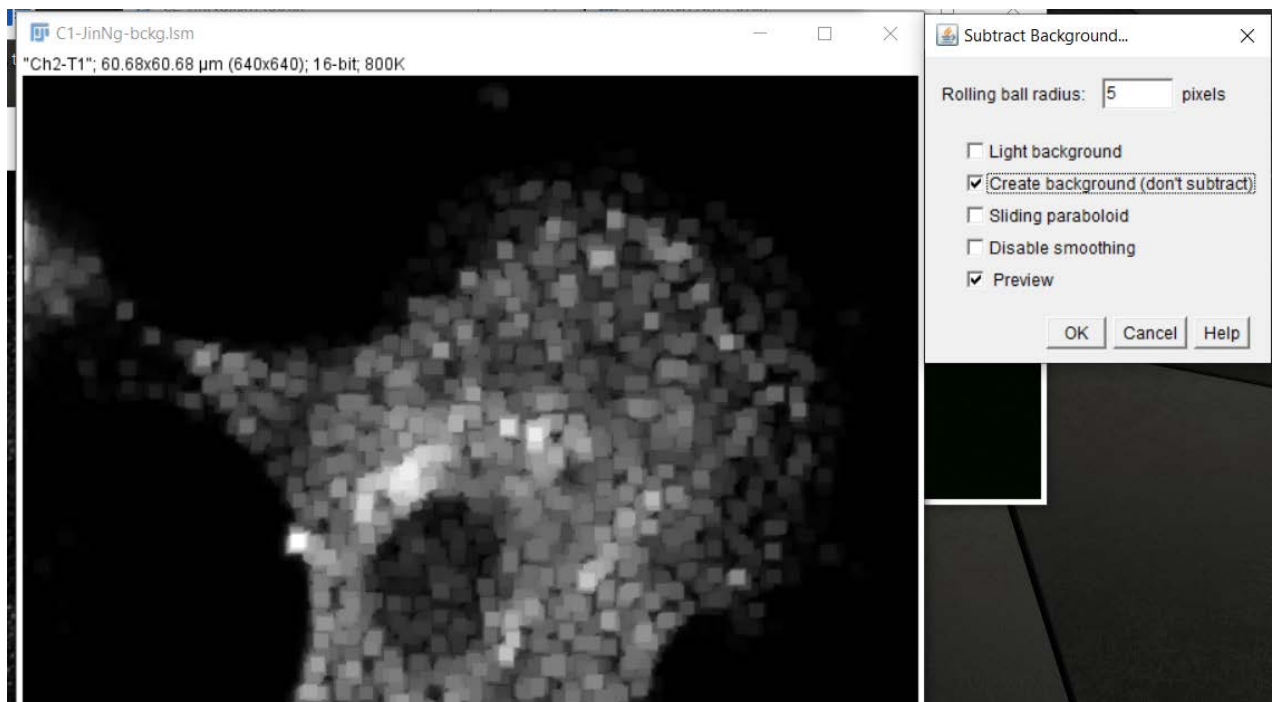 C1-JinNg-bckg.lsm
"Ch2-T1"; 60.68x60.68 µm (640x640); 16-bit; 800K
Subtract Background...
Rolling ball radius: 5 pixels
Light background
Create background (don't subtract)
Sliding paraboloid
Disable smoothing
Preview
OK Cancel Help